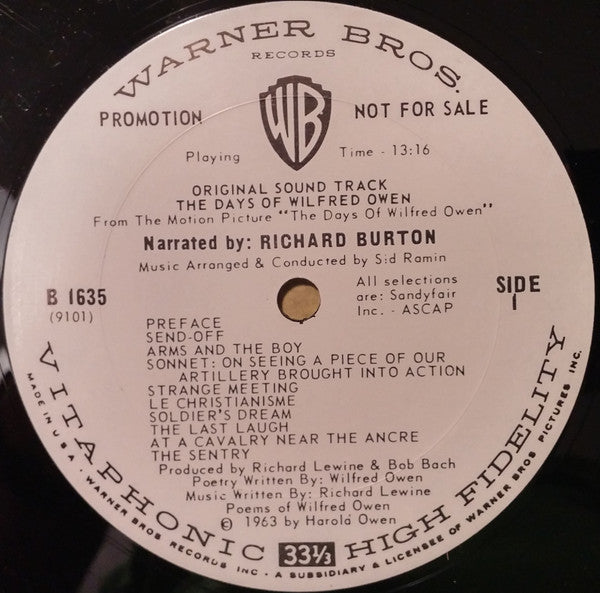 WARNER BROS.
RECORDS
WB
PROMOTION NOT FOR SALE
Playing Time - 13:16
ORIGINAL SOUND TRACK
THE DAYS OF WILFRED OWEN
From The Motion Picture "The Days Of Wilfred Owen"
Narrated by: RICHARD BURTON
Music Arranged & Conducted by Sid Ramin
B 1635
(9101)
All selections
are: Sandyfair
Inc. - ASCAP
SIDE
1
PREFACE
SEND-OFF
ARMS AND THE BOY
SONNET: ON SEEING A PIECE OF OUR
ARTILLERY BROUGHT INTO ACTION
STRANGE MEETING
LE CHRISTIANISME
SOLDIER'S DREAM
THE LAST LAUGH
AT A CAVALRY NEAR THE ANCRE
THE SENTRY
Produced by Richard Lewine & Bob Bach
Poetry Written By: Wilfred Owen
Music Written By: Richard Lewine
Poems of Wilfred Owen
© 1963 by Harold Owen
VITAPHONIC 33⅓ HIGH FIDELITY
MADE IN U.S.A. • WARNER BROS RECORDS INC • A SUBSIDIARY & LICENSEE OF WARNER BROS PICTURES INC.